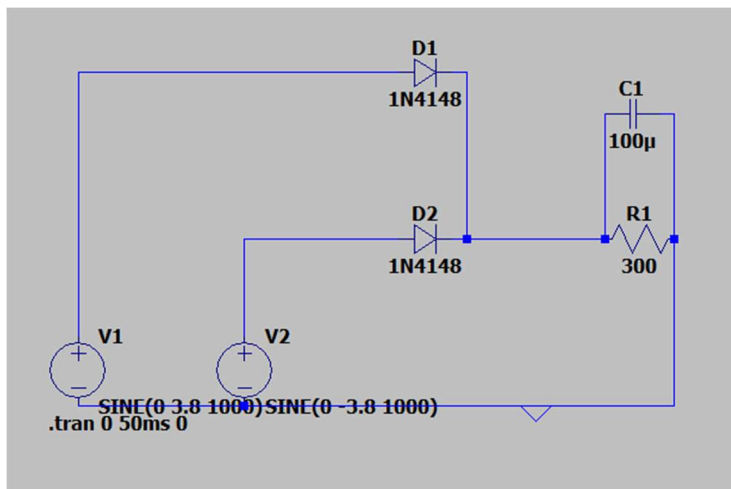 D1
1N4148
C1
100µ
D2
1N4148
R1
300
V1
V2
SINE(0 3.8 1000)
SINE(0 -3.8 1000)
.tran 0 50ms 0